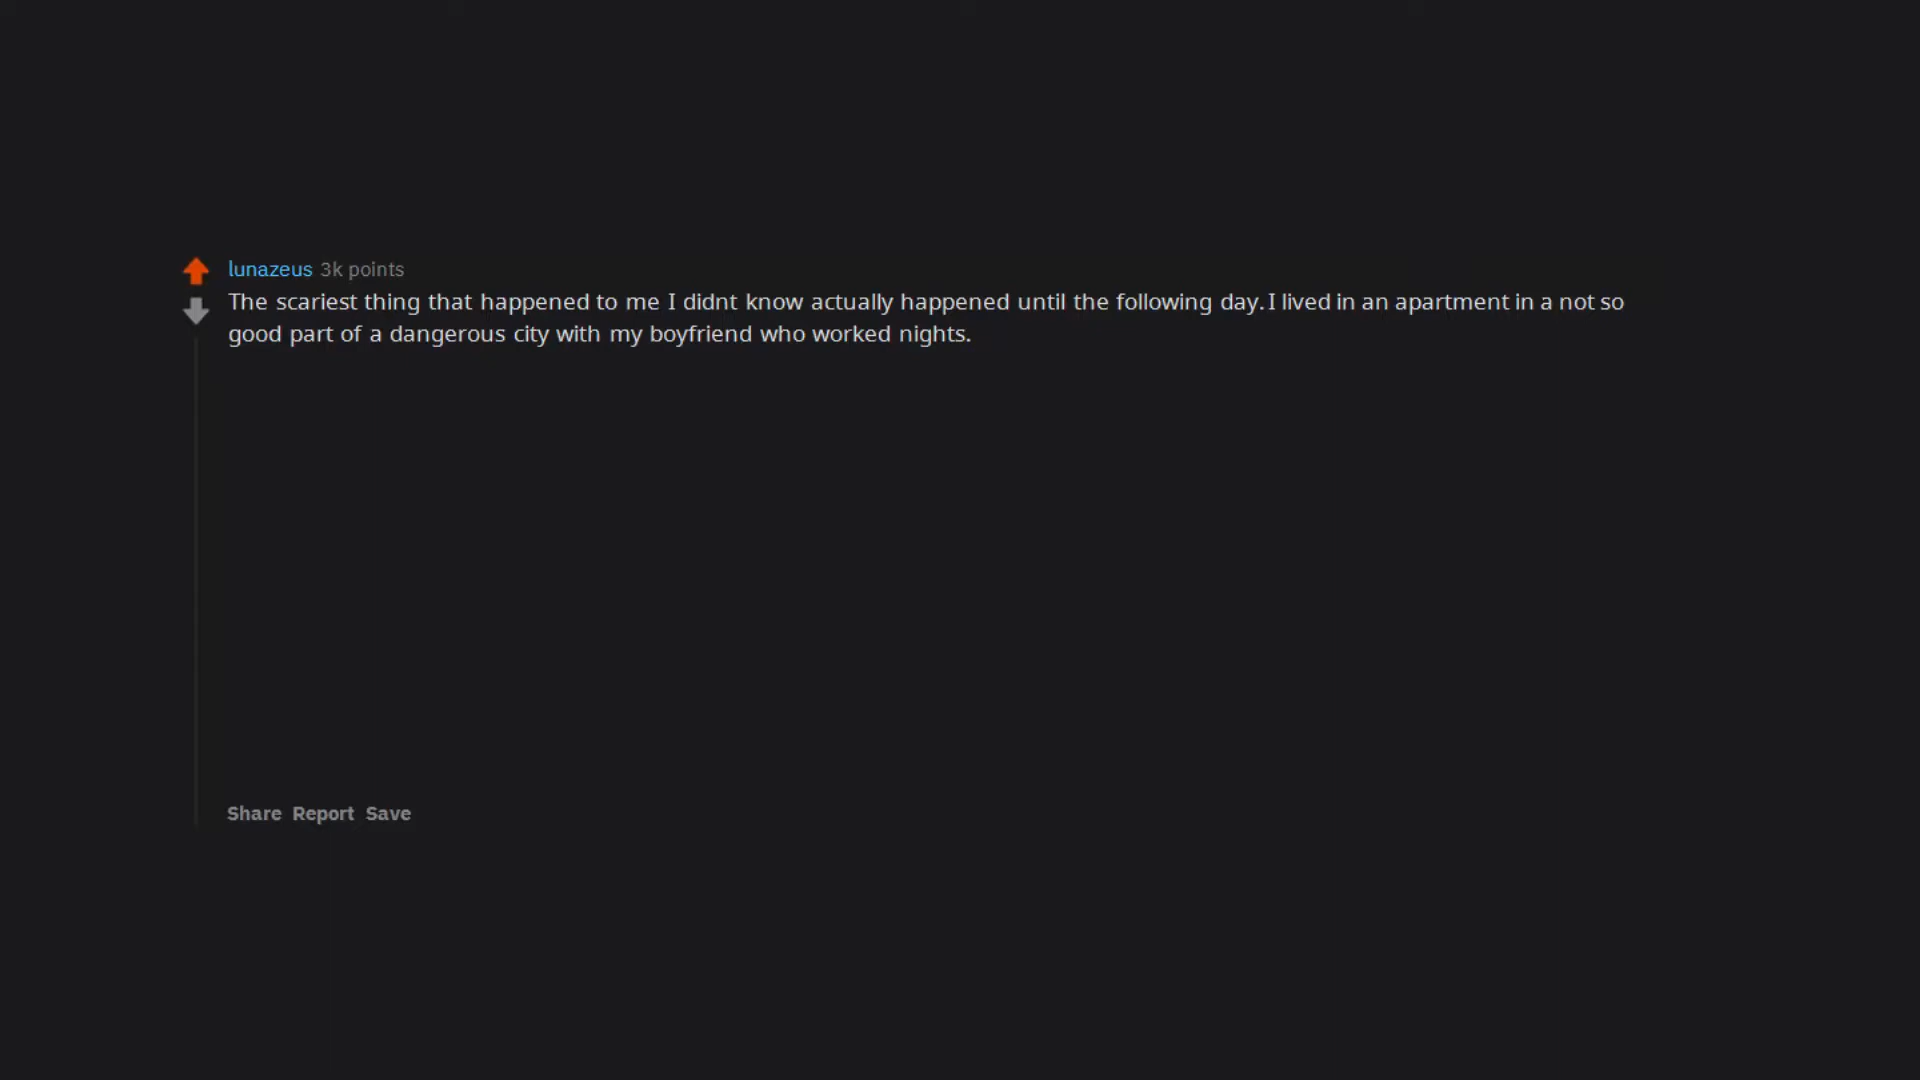 lunazeus 3k points
The scariest thing that happened to me I didnt know actually happened until the following day. I lived in an apartment in a not so
good part of a dangerous city with my boyfriend who worked nights.
Share Report Save